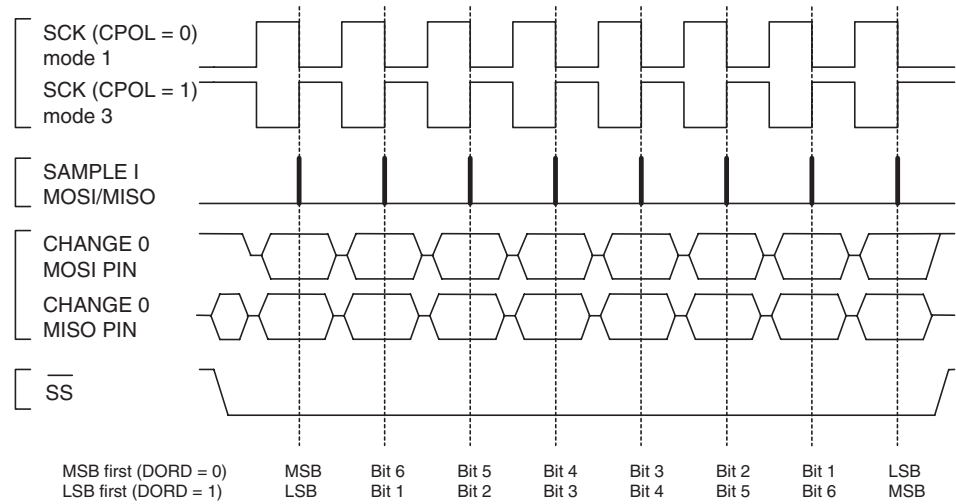 SCK (CPOL = 0)
mode 1
SCK (CPOL = 1)
mode 3
SAMPLE I
MOSI/MISO
CHANGE 0
MOSI PIN
CHANGE 0
MISO PIN
SS
MSB first (DORD = 0) MSB Bit 6 Bit 5 Bit 4 Bit 3 Bit 2 Bit 1 LSB
LSB first (DORD = 1) LSB Bit 1 Bit 2 Bit 3 Bit 4 Bit 5 Bit 6 MSB